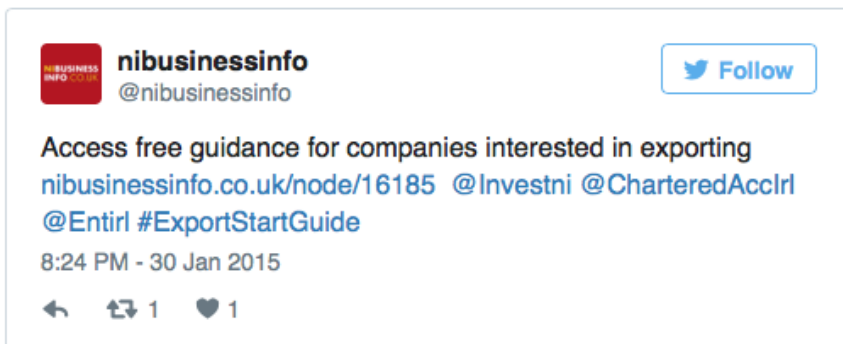 NIBUSINESS
INFO.CO.UK
nibusinessinfo
@nibusinessinfo
Follow
Access free guidance for companies interested in exporting
nibusinessinfo.co.uk/node/16185 @Investni @CharteredAccIrl
@Entirl #ExportStartGuide
8:24 PM - 30 Jan 2015
1 1